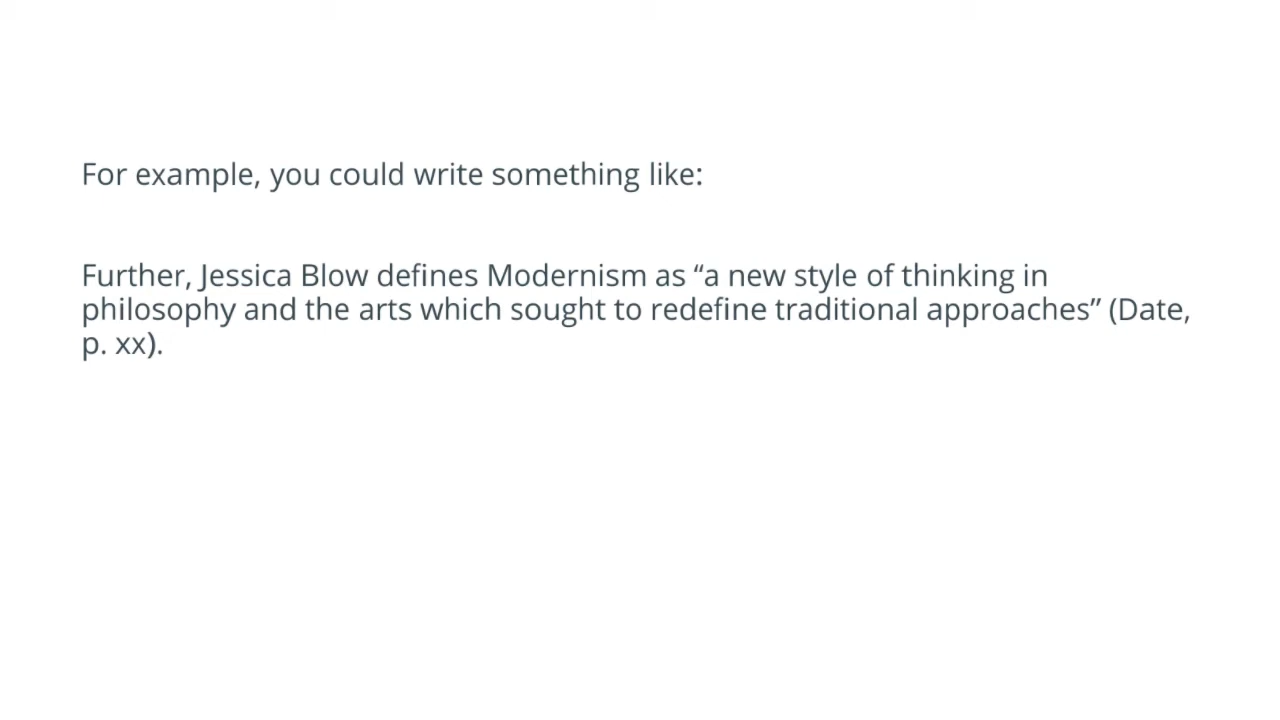 For example, you could write something like:
Further, Jessica Blow defines Modernism as “a new style of thinking in
philosophy and the arts which sought to redefine traditional approaches” (Date,
p. xx).